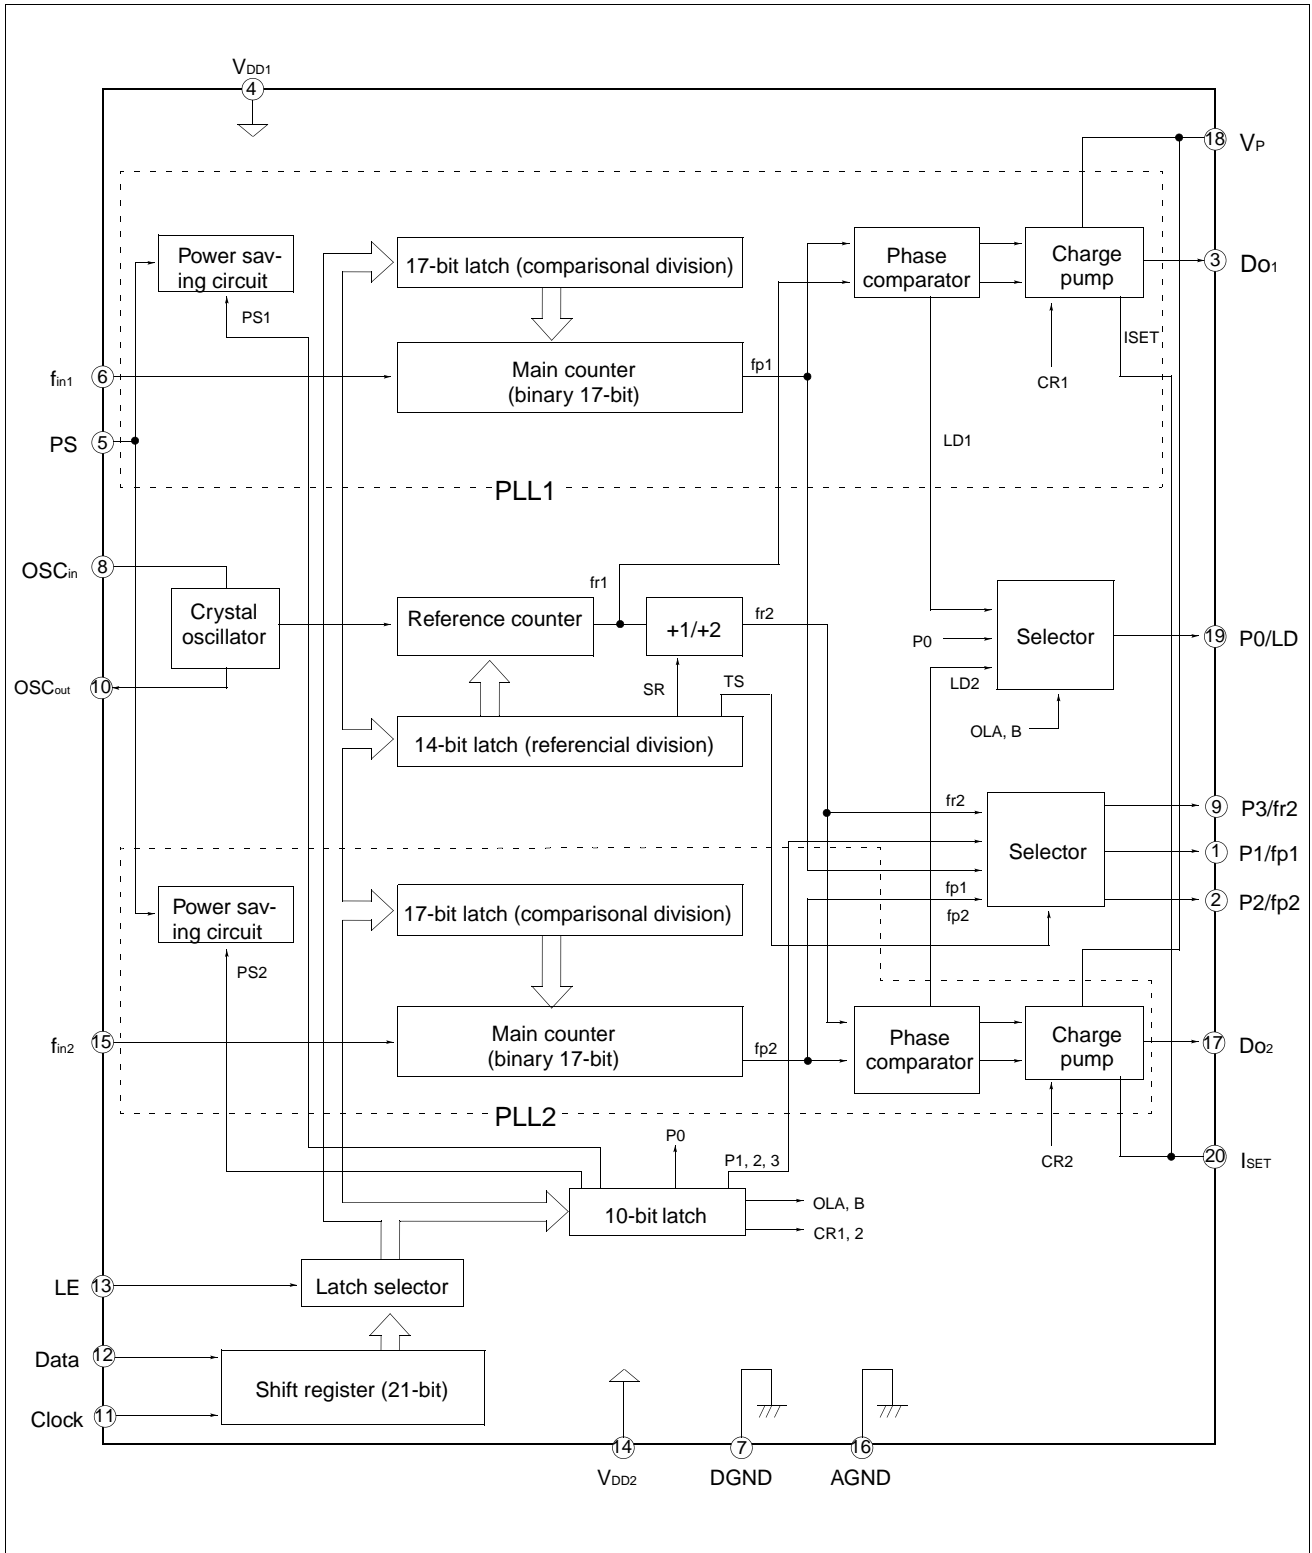 VDD1
4
18
VP
Power sav-
ing circuit
17-bit latch (comparisonal division)
Phase
comparator
Charge
pump
3
Do1
PS1
ISET
fin1
6
Main counter
(binary 17-bit)
fp1
CR1
PS
5
LD1
PLL1
OSCin
8
fr1
Crystal
oscillator
Reference counter
+1/+2
fr2
P0
Selector
19
P0/LD
OSCout
10
SR
TS
LD2
OLA, B
14-bit latch (referencial division)
fr2
9
P3/fr2
Selector
1
P1/fp1
Power sav-
ing circuit
17-bit latch (comparisonal division)
fp1
fp2
2
P2/fp2
PS2
fin2
15
Main counter
(binary 17-bit)
fp2
Phase
comparator
Charge
pump
17
Do2
PLL2
P0
P1, 2, 3
CR2
20
ISET
10-bit latch
OLA, B
CR1, 2
LE
13
Latch selector
Data
12
Shift register (21-bit)
Clock
11
14
7
16
VDD2
DGND
AGND